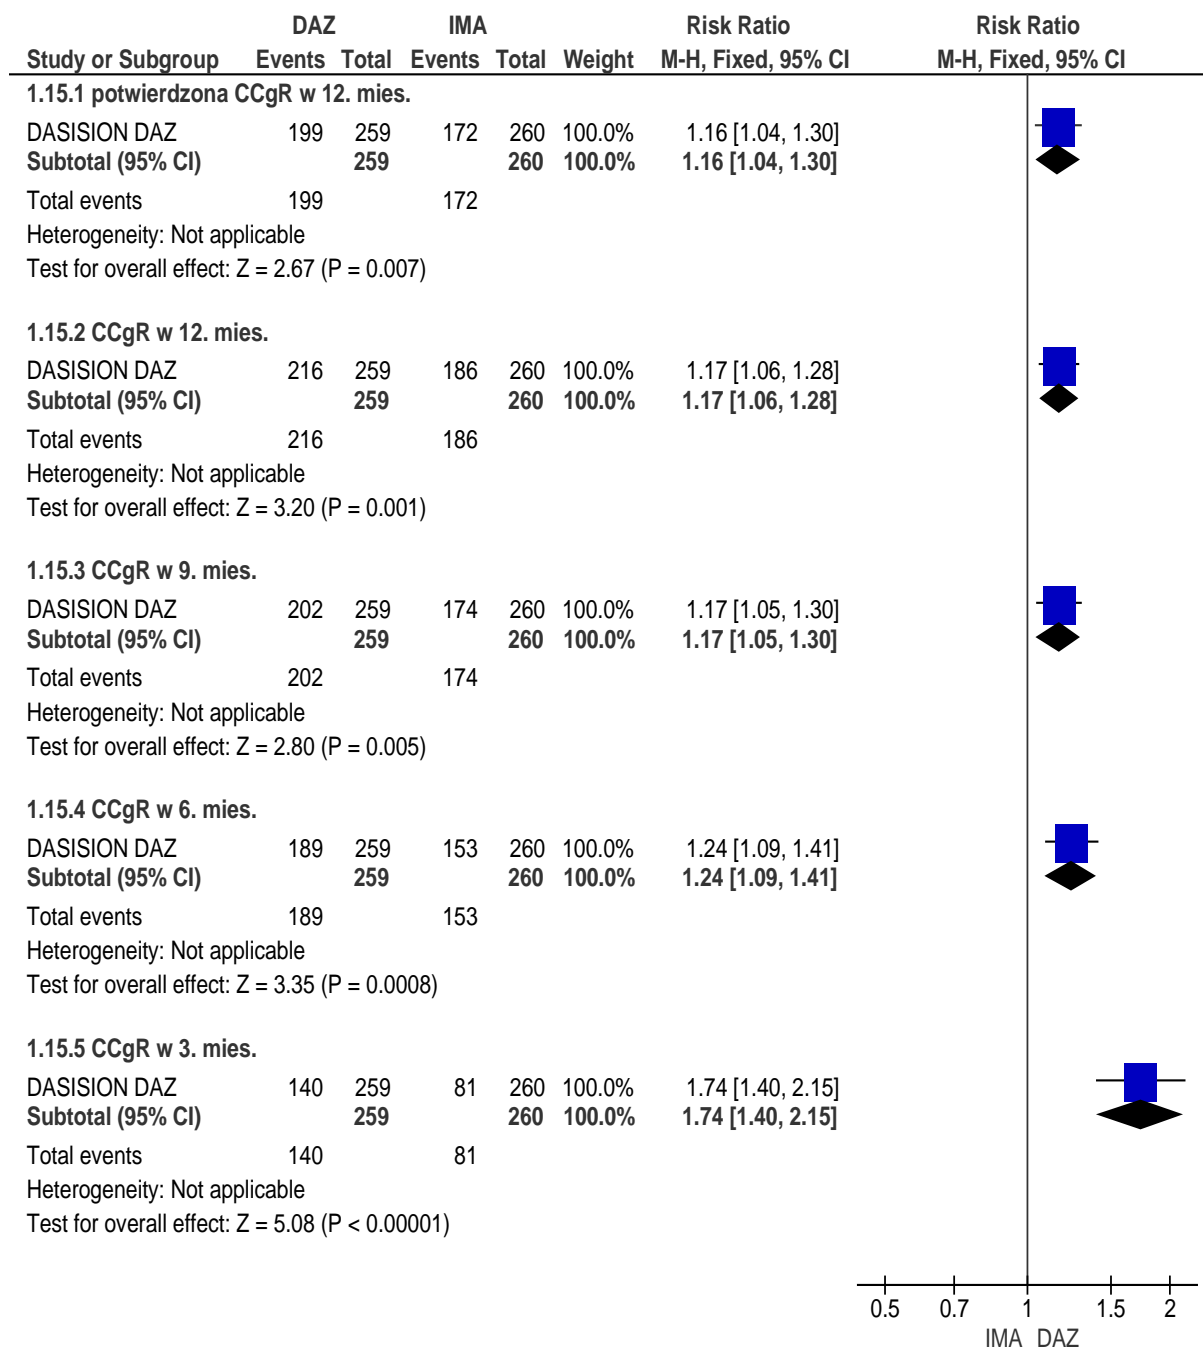 DAZ IMA Risk Ratio Risk Ratio
Study or Subgroup Events Total Events Total Weight M-H, Fixed, 95% CI M-H, Fixed, 95% CI
1.15.1 potwierdzona CCgR w 12. mies.
DASISION DAZ 199 259 172 260 100.0% 1.16 [1.04, 1.30]
Subtotal (95% CI) 259 260 100.0% 1.16 [1.04, 1.30]
Total events 199 172
Heterogeneity: Not applicable
Test for overall effect: Z = 2.67 (P = 0.007)
1.15.2 CCgR w 12. mies.
DASISION DAZ 216 259 186 260 100.0% 1.17 [1.06, 1.28]
Subtotal (95% CI) 259 260 100.0% 1.17 [1.06, 1.28]
Total events 216 186
Heterogeneity: Not applicable
Test for overall effect: Z = 3.20 (P = 0.001)
1.15.3 CCgR w 9. mies.
DASISION DAZ 202 259 174 260 100.0% 1.17 [1.05, 1.30]
Subtotal (95% CI) 259 260 100.0% 1.17 [1.05, 1.30]
Total events 202 174
Heterogeneity: Not applicable
Test for overall effect: Z = 2.80 (P = 0.005)
1.15.4 CCgR w 6. mies.
DASISION DAZ 189 259 153 260 100.0% 1.24 [1.09, 1.41]
Subtotal (95% CI) 259 260 100.0% 1.24 [1.09, 1.41]
Total events 189 153
Heterogeneity: Not applicable
Test for overall effect: Z = 3.35 (P = 0.0008)
1.15.5 CCgR w 3. mies.
DASISION DAZ 140 259 81 260 100.0% 1.74 [1.40, 2.15]
Subtotal (95% CI) 259 260 100.0% 1.74 [1.40, 2.15]
Total events 140 81
Heterogeneity: Not applicable
Test for overall effect: Z = 5.08 (P < 0.00001)
0.5 0.7 1 1.5 2
IMA DAZ